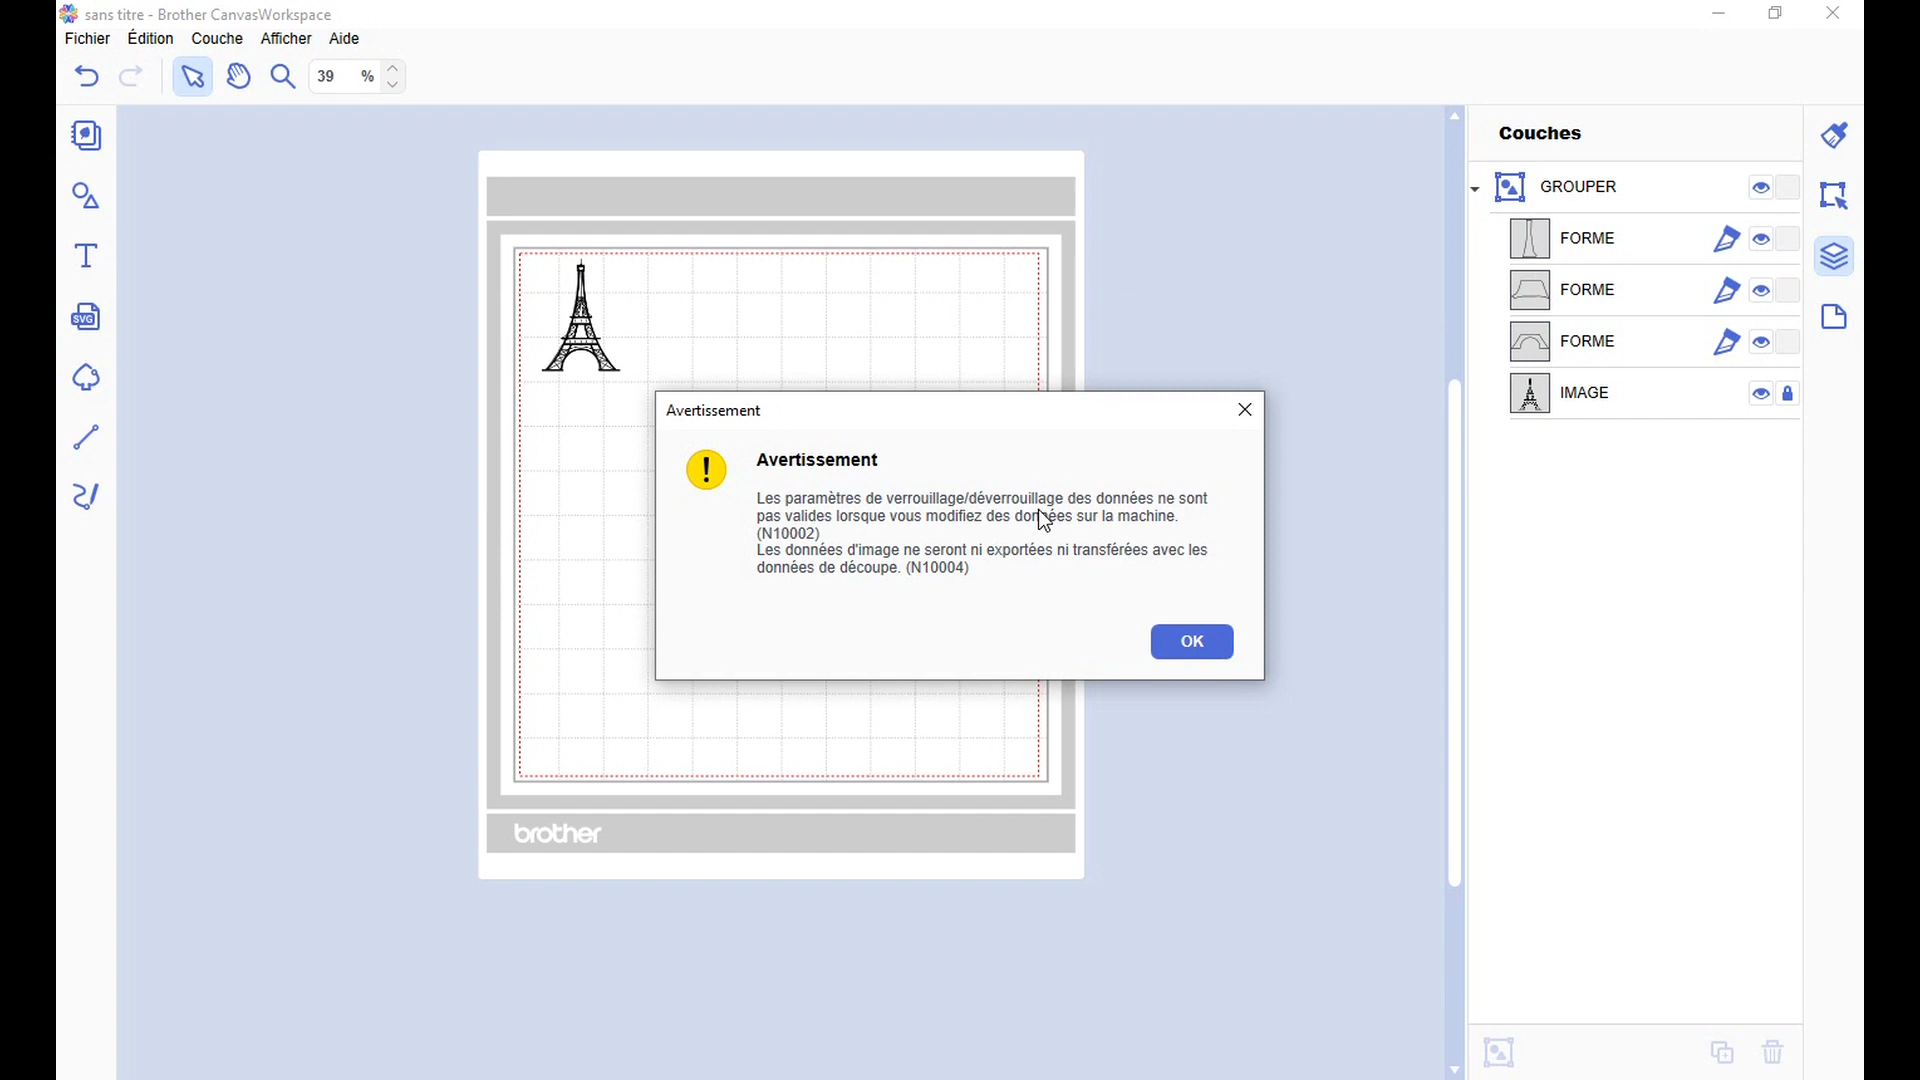 sans titre - Brother CanvasWorkspace
Fichier Édition Couche Afficher Aide
39 %
Couches
GROUPER
FORME
FORME
FORME
IMAGE
SVG
Avertissement
Avertissement
Les paramètres de verrouillage/déverrouillage des données ne sont
pas valides lorsque vous modifiez des données sur la machine.
(N10002)
Les données d'image ne seront ni exportées ni transférées avec les
données de découpe. (N10004)
OK
brother